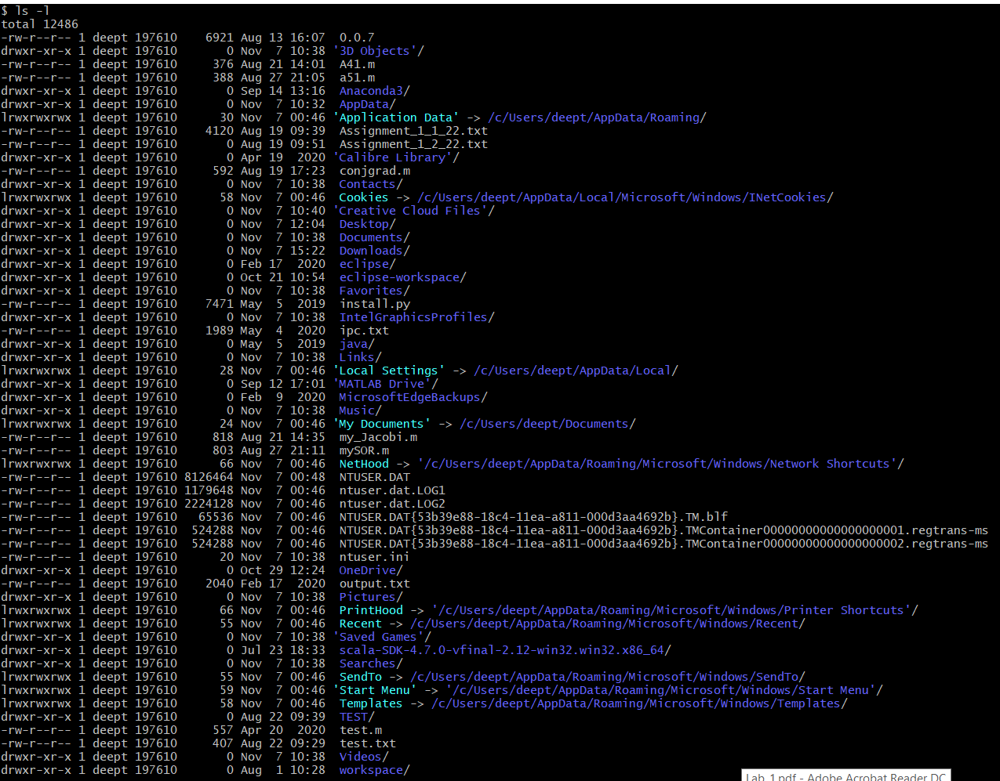 $ ls -l
total 12486
-rw-r--r-- 1 deept 197610    6921 Aug 13 16:07  0.0.7
drwxr-xr-x 1 deept 197610       0 Nov  7 10:38 '3D Objects'/
-rw-r--r-- 1 deept 197610     376 Aug 21 14:01  A41.m
-rw-r--r-- 1 deept 197610     388 Aug 27 21:05  a51.m
drwxr-xr-x 1 deept 197610       0 Sep 14 13:16  Anaconda3/
drwxr-xr-x 1 deept 197610       0 Nov  7 10:32  AppData/
lrwxrwxrwx 1 deept 197610      30 Nov  7 00:46 'Application Data' -> /c/Users/deept/AppData/Roaming/
-rw-r--r-- 1 deept 197610    4120 Aug 19 09:39  Assignment_1_1_22.txt
-rw-r--r-- 1 deept 197610       0 Aug 19 09:51  Assignment_1_2_22.txt
drwxr-xr-x 1 deept 197610       0 Apr 19  2020 'Calibre Library'/
-rw-r--r-- 1 deept 197610     592 Aug 19 17:23  conjgrad.m
drwxr-xr-x 1 deept 197610       0 Nov  7 10:38  Contacts/
lrwxrwxrwx 1 deept 197610      58 Nov  7 00:46  Cookies -> /c/Users/deept/AppData/Local/Microsoft/Windows/INetCookies/
drwxr-xr-x 1 deept 197610       0 Nov  7 10:40 'Creative Cloud Files'/
drwxr-xr-x 1 deept 197610       0 Nov  7 12:04  Desktop/
drwxr-xr-x 1 deept 197610       0 Nov  7 10:38  Documents/
drwxr-xr-x 1 deept 197610       0 Nov  7 15:22  Downloads/
drwxr-xr-x 1 deept 197610       0 Feb 17  2020  eclipse/
drwxr-xr-x 1 deept 197610       0 Oct 21 10:54  eclipse-workspace/
drwxr-xr-x 1 deept 197610       0 Nov  7 10:38  Favorites/
-rw-r--r-- 1 deept 197610    7471 May  5  2019  install.py
drwxr-xr-x 1 deept 197610       0 Nov  7 10:38  IntelGraphicsProfiles/
-rw-r--r-- 1 deept 197610    1989 May  4  2020  ipc.txt
drwxr-xr-x 1 deept 197610       0 May  5  2019  java/
drwxr-xr-x 1 deept 197610       0 Nov  7 10:38  Links/
lrwxrwxrwx 1 deept 197610      28 Nov  7 00:46 'Local Settings' -> /c/Users/deept/AppData/Local/
drwxr-xr-x 1 deept 197610       0 Sep 12 17:01 'MATLAB Drive'/
drwxr-xr-x 1 deept 197610       0 Feb  9  2020  MicrosoftEdgeBackups/
drwxr-xr-x 1 deept 197610       0 Nov  7 10:38  Music/
lrwxrwxrwx 1 deept 197610      24 Nov  7 00:46 'My Documents' -> /c/Users/deept/Documents/
-rw-r--r-- 1 deept 197610     818 Aug 21 14:35  my_Jacobi.m
-rw-r--r-- 1 deept 197610     803 Aug 27 21:11  mySOR.m
lrwxrwxrwx 1 deept 197610      66 Nov  7 00:46  NetHood -> '/c/Users/deept/AppData/Roaming/Microsoft/Windows/Network Shortcuts'/
-rw-r--r-- 1 deept 197610 8126464 Nov  7 00:48  NTUSER.DAT
-rw-r--r-- 1 deept 197610 1179648 Nov  7 00:46  ntuser.dat.LOG1
-rw-r--r-- 1 deept 197610 2224128 Nov  7 00:46  ntuser.dat.LOG2
-rw-r--r-- 1 deept 197610   65536 Nov  7 00:46  NTUSER.DAT{53b39e88-18c4-11ea-a811-000d3aa4692b}.TM.blf
-rw-r--r-- 1 deept 197610  524288 Nov  7 00:46  NTUSER.DAT{53b39e88-18c4-11ea-a811-000d3aa4692b}.TMContainer00000000000000000001.regtrans-ms
-rw-r--r-- 1 deept 197610  524288 Nov  7 00:46  NTUSER.DAT{53b39e88-18c4-11ea-a811-000d3aa4692b}.TMContainer00000000000000000002.regtrans-ms
-rw-r--r-- 1 deept 197610      20 Nov  7 10:38  ntuser.ini
drwxr-xr-x 1 deept 197610       0 Oct 29 12:24  OneDrive/
-rw-r--r-- 1 deept 197610    2040 Feb 17  2020  output.txt
drwxr-xr-x 1 deept 197610       0 Nov  7 10:38  Pictures/
lrwxrwxrwx 1 deept 197610      66 Nov  7 00:46  PrintHood -> '/c/Users/deept/AppData/Roaming/Microsoft/Windows/Printer Shortcuts'/
lrwxrwxrwx 1 deept 197610      55 Nov  7 00:46  Recent -> /c/Users/deept/AppData/Roaming/Microsoft/Windows/Recent/
drwxr-xr-x 1 deept 197610       0 Nov  7 10:38 'Saved Games'/
drwxr-xr-x 1 deept 197610       0 Jul 23 18:33  scala-SDK-4.7.0-vfinal-2.12-win32.win32.x86_64/
drwxr-xr-x 1 deept 197610       0 Nov  7 10:38  Searches/
lrwxrwxrwx 1 deept 197610      55 Nov  7 00:46  SendTo -> /c/Users/deept/AppData/Roaming/Microsoft/Windows/SendTo/
lrwxrwxrwx 1 deept 197610      59 Nov  7 00:46 'Start Menu' -> '/c/Users/deept/AppData/Roaming/Microsoft/Windows/Start Menu'/
lrwxrwxrwx 1 deept 197610      58 Nov  7 00:46  Templates -> /c/Users/deept/AppData/Roaming/Microsoft/Windows/Templates/
drwxr-xr-x 1 deept 197610       0 Aug 22 09:39  TEST/
-rw-r--r-- 1 deept 197610     557 Apr 20  2020  test.m
-rw-r--r-- 1 deept 197610     407 Aug 22 09:29  test.txt
drwxr-xr-x 1 deept 197610       0 Nov  7 10:38  Videos/
drwxr-xr-x 1 deept 197610       0 Aug  1 10:28  workspace/
Lab_1.pdf - Adobe Acrobat Reader DC